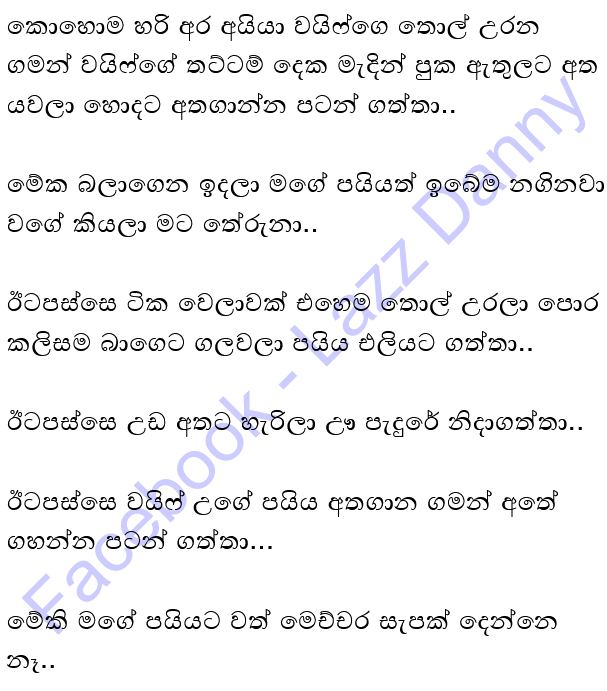 කොහොම හරි අර අයියා වයිෆ්ගෙ තොල් උරන
ගමන් වයිෆ්ගේ තට්ටම් දෙක මැදින් පුක ඇතුලට අත
යවලා හොදට අතගාන්න පටන් ගත්තා..
මේක බලාගෙන ඉදලා මගේ පයියත් ඉබේම නගිනවා
වගේ කියලා මට තේරුනා..
ඊටපස්සෙ ටික වෙලාවක් එහෙම තොල් උරලා පොර
කලිසම බාගෙට ගලවලා පයිය එලියට ගත්තා..
ඊටපස්සෙ උඩ අතට හැරිලා ඌ පැදුරේ නිදාගත්තා..
ඊටපස්සෙ වයිෆ් උගේ පයිය අතගාන ගමන් අතේ
ගහන්න පටන් ගත්තා...
මේකි මගේ පයියට වත් මෙච්චර සැපක් දෙන්නෙ
නෑ..
Facebook - Lazz Danny